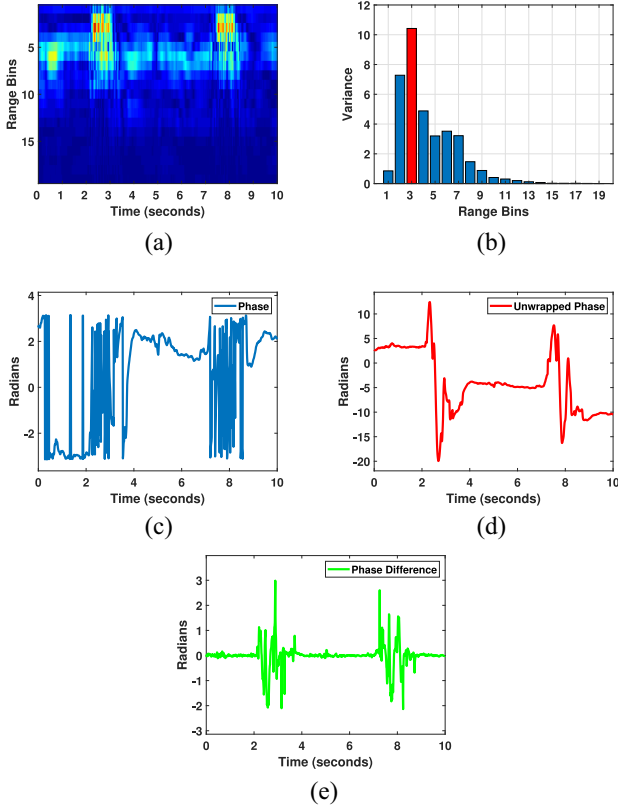 5
10
15
Range Bins
0 1 2 3 4 5 6 7 8 9 10
Time (seconds)
(a)
12
10
8
6
4
2
0
Variance
1 3 5 7 9 11 13 15 17 19
Range Bins
(b)
4
2
0
-2
Radians
Phase
0 2 4 6 8 10
Time (seconds)
(c)
10
5
0
-5
-10
-15
-20
Radians
Unwrapped Phase
0 2 4 6 8 10
Time (seconds)
(d)
3
2
1
0
-1
-2
-3
Radians
Phase Difference
0 2 4 6 8 10
Time (seconds)
(e)